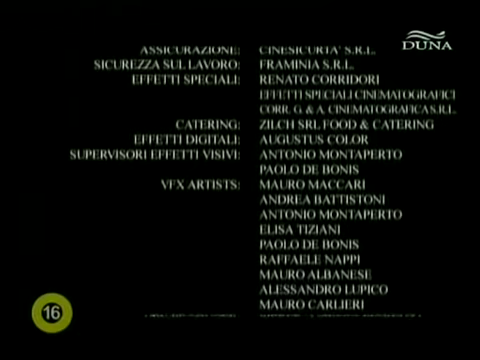 DUNA
ASSICURAZIONE: CINESICURTA' S.R.L.
SICUREZZA SUL LAVORO: FRAMINIA S.R.L.
EFFETTI SPECIALI: RENATO CORRIDORI
EFFETTI SPECIALI CINEMATOGRAFICI
CORR. G. & A. CINEMATOGRAFICA S.R.L.
CATERING: ZILCH SRL FOOD & CATERING
EFFETTI DIGITALI: AUGUSTUS COLOR
SUPERVISORI EFFETTI VISIVI: ANTONIO MONTAPERTO
PAOLO DE BONIS
VFX ARTISTS: MAURO MACCARI
ANDREA BATTISTONI
ANTONIO MONTAPERTO
ELISA TIZIANI
PAOLO DE BONIS
RAFFAELE NAPPI
MAURO ALBANESE
ALESSANDRO LUPICO
MAURO CARLIERI
16